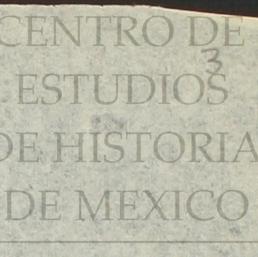 CENTRO DE
3
ESTUDIOS
DE HISTORIA
DE MEXICO